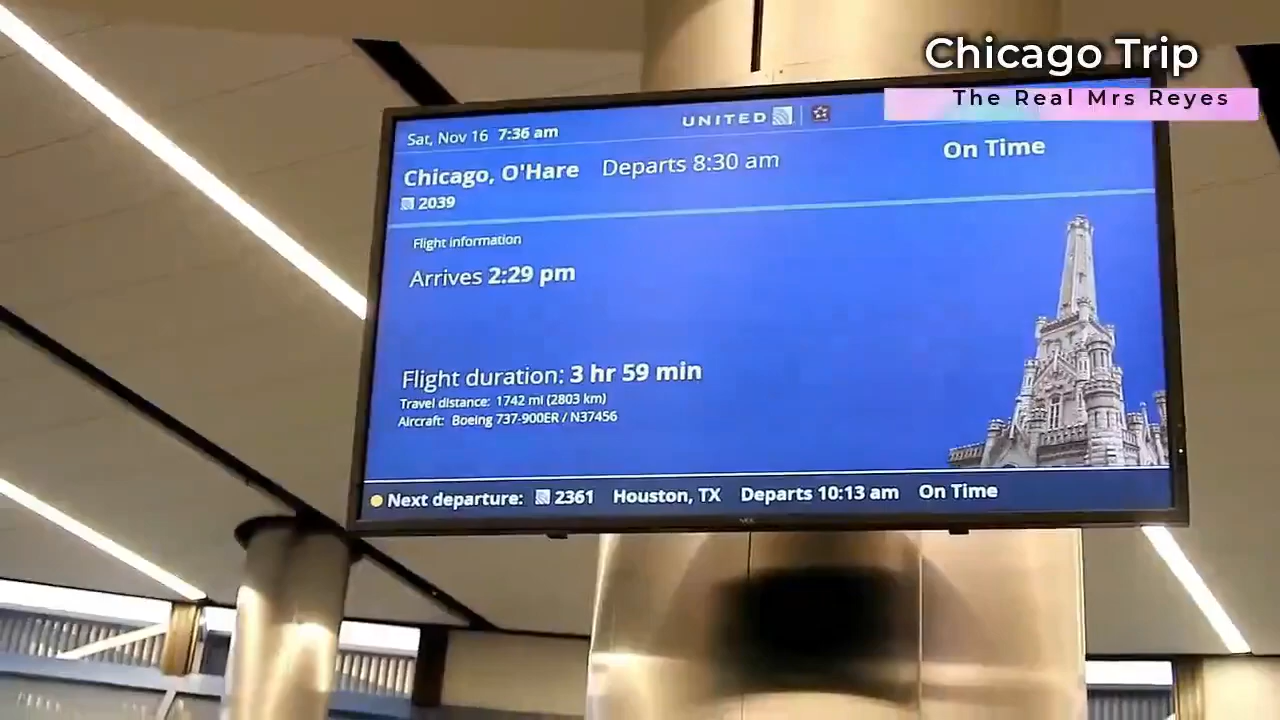 Chicago Trip
The Real Mrs Reyes
Sat, Nov 16 7:36 am
UNITED
Chicago, O'Hare Departs 8:30 am On Time
2039
Flight information
Arrives 2:29 pm
Flight duration: 3 hr 59 min
Travel distance: 1742 mi (2803 km)
Aircraft: Boeing 737-900ER / N37456
Next departure: 2361 Houston, TX Departs 10:13 am On Time
NEC